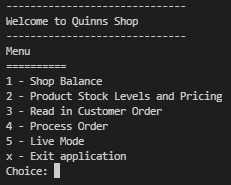 ------------------------------
Welcome to Quinns Shop
------------------------------
Menu
==========
1 - Shop Balance
2 - Product Stock Levels and Pricing
3 - Read in Customer Order
4 - Process Order
5 - Live Mode
x - Exit application
Choice: